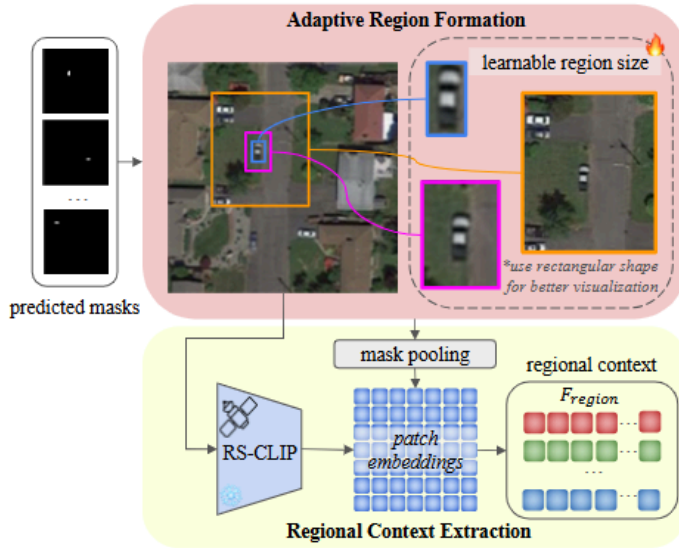 Adaptive Region Formation
learnable region size
...
predicted masks
*use rectangular shape
for better visualization
mask pooling
regional context
F_region
RS-CLIP
patch
embeddings
...
...
...
...
Regional Context Extraction